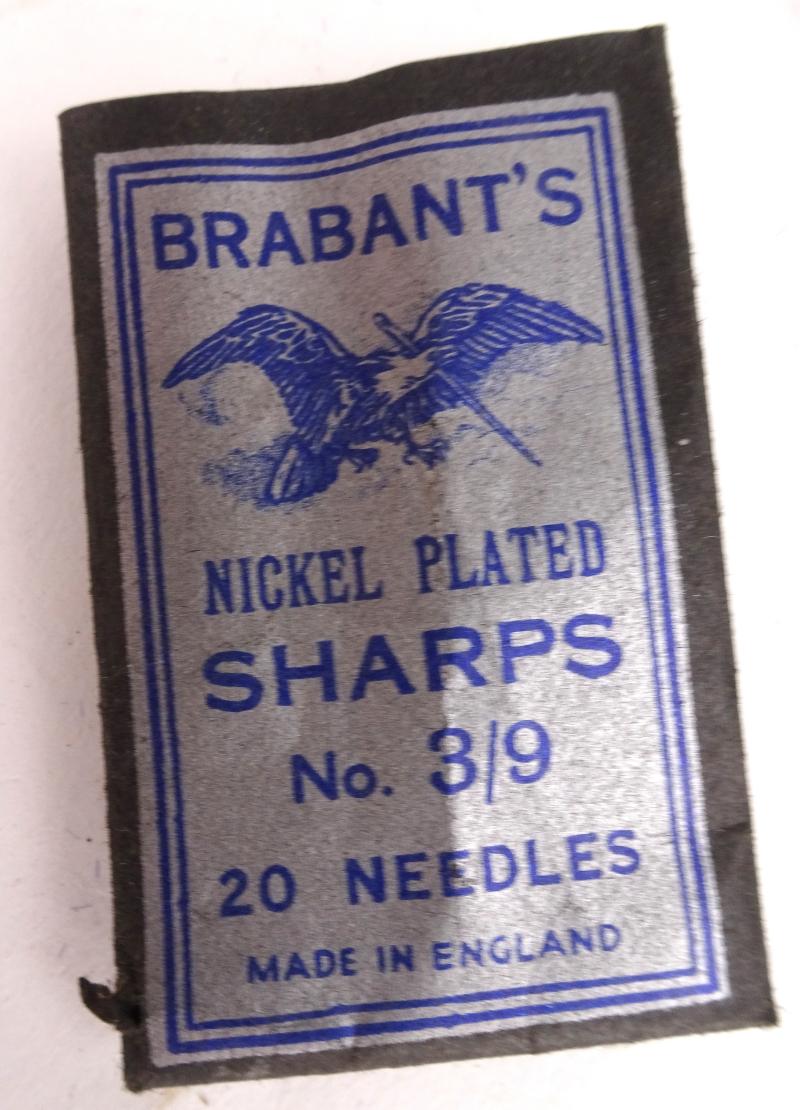 BRABANT'S
NICKEL PLATED
SHARPS
No. 3/9
20 NEEDLES
MADE IN ENGLAND